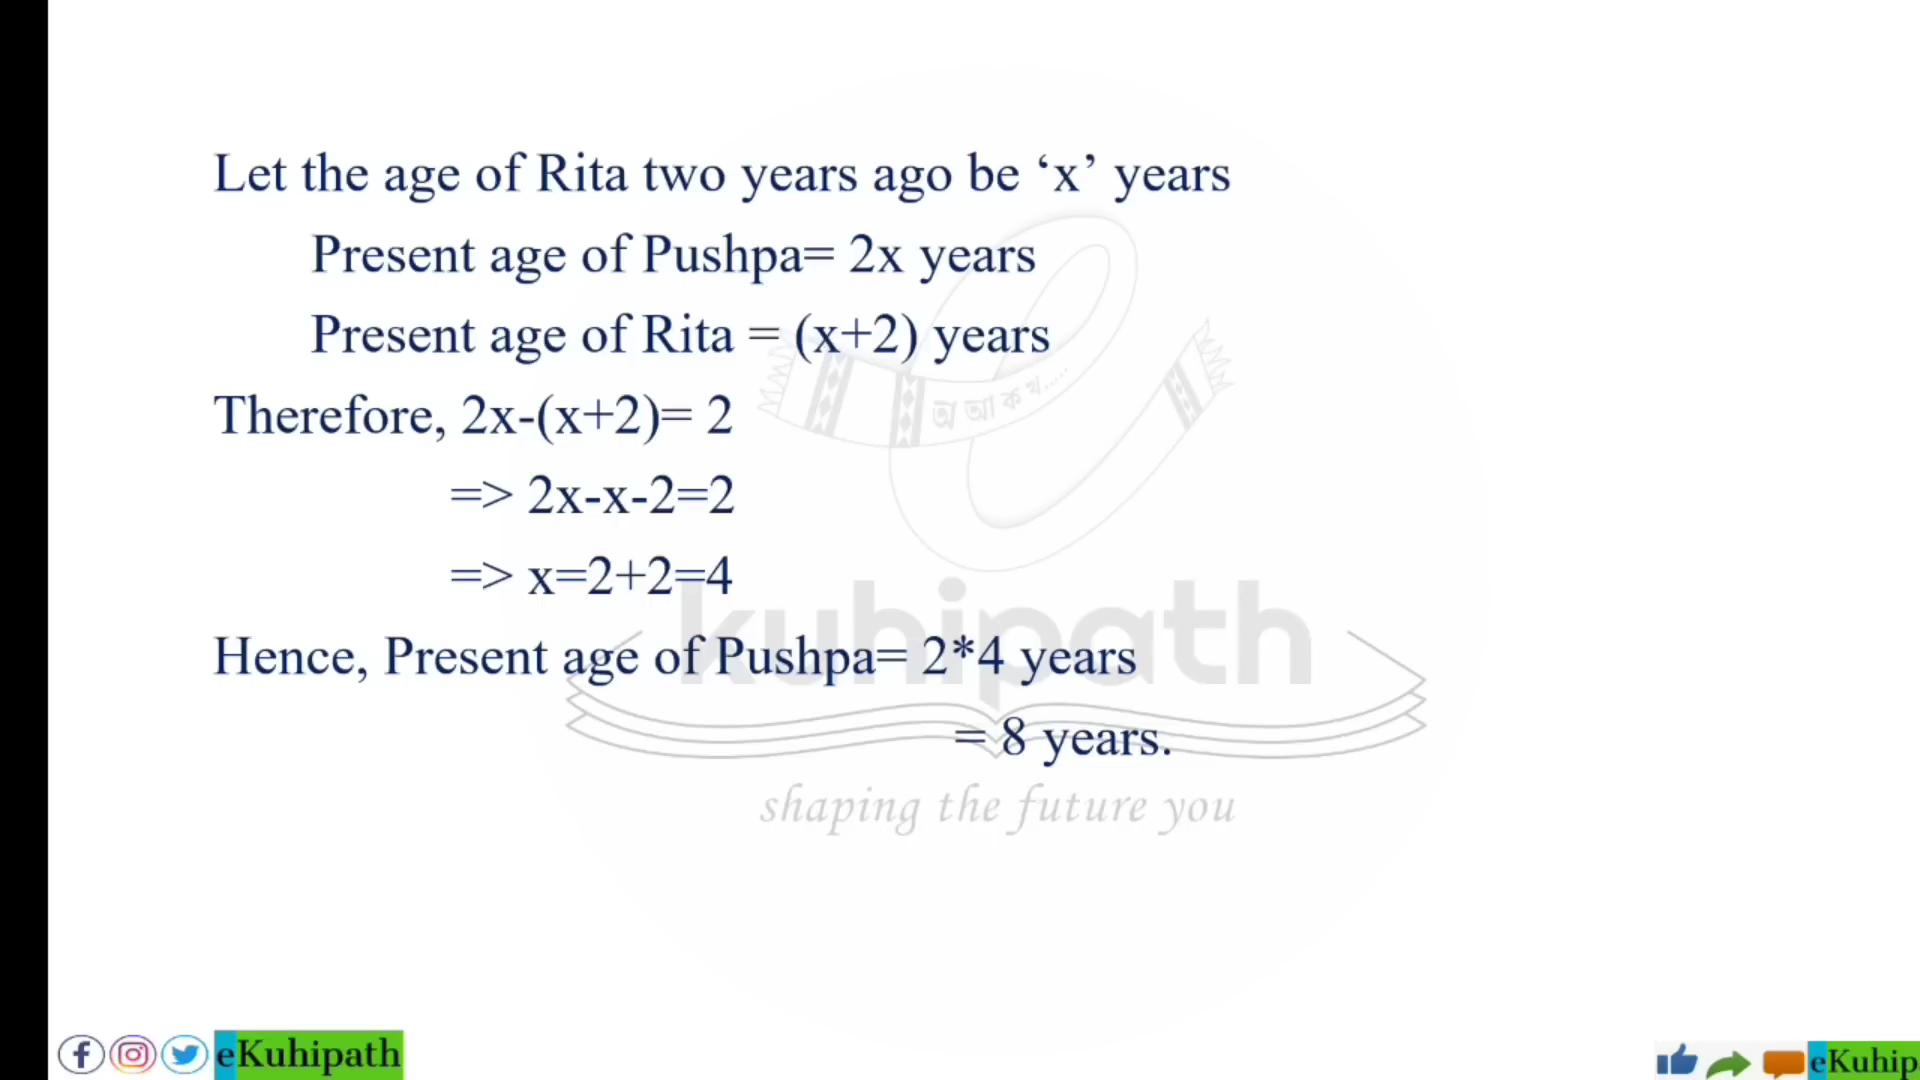 Let the age of Rita two years ago be ‘x’ years
Present age of Pushpa= 2x years
Present age of Rita = (x+2) years
Therefore, 2x-(x+2)= 2
=> 2x-x-2=2
=> x=2+2=4
Hence, Present age of Pushpa= 2*4 years
= 8 years.
অ আ ক খ.....
kuhipath
shaping the future you
eKuhipath
eKuhip